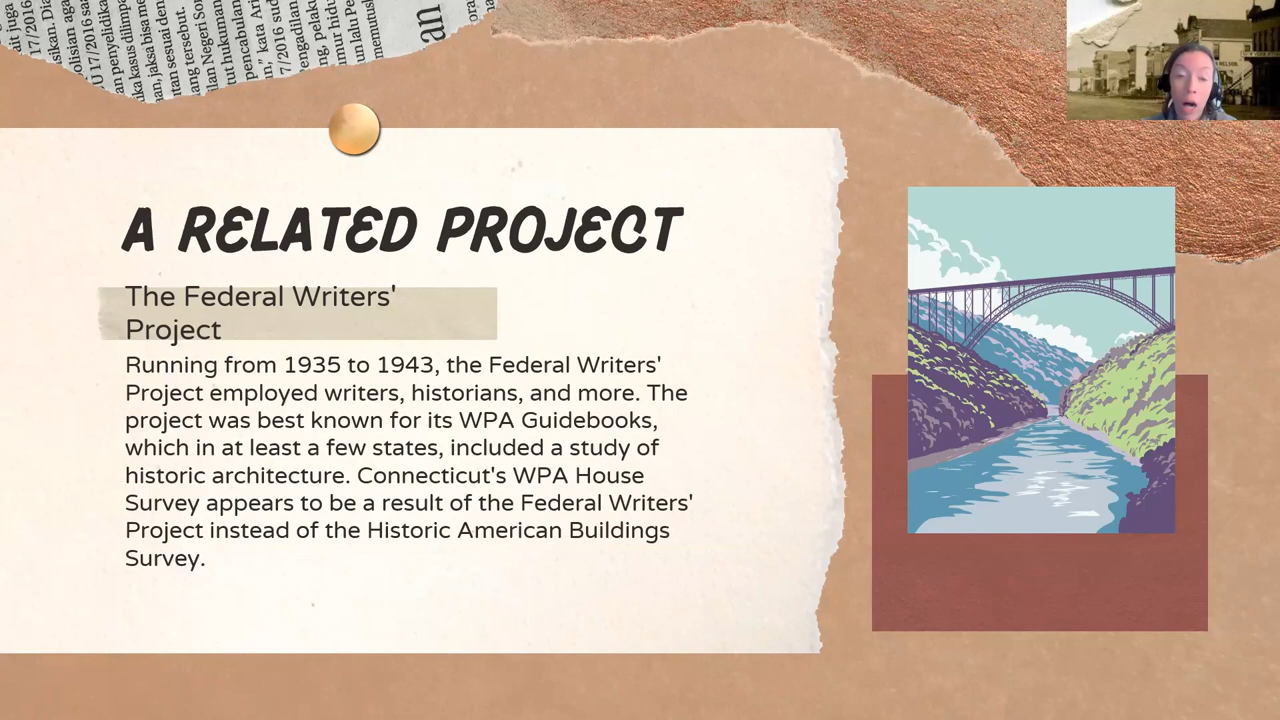 A RELATED PROJECT
The Federal Writers'
Project
Running from 1935 to 1943, the Federal Writers'
Project employed writers, historians, and more. The
project was best known for its WPA Guidebooks,
which in at least a few states, included a study of
historic architecture. Connecticut's WPA House
Survey appears to be a result of the Federal Writers'
Project instead of the Historic American Buildings
Survey.
NELSON.